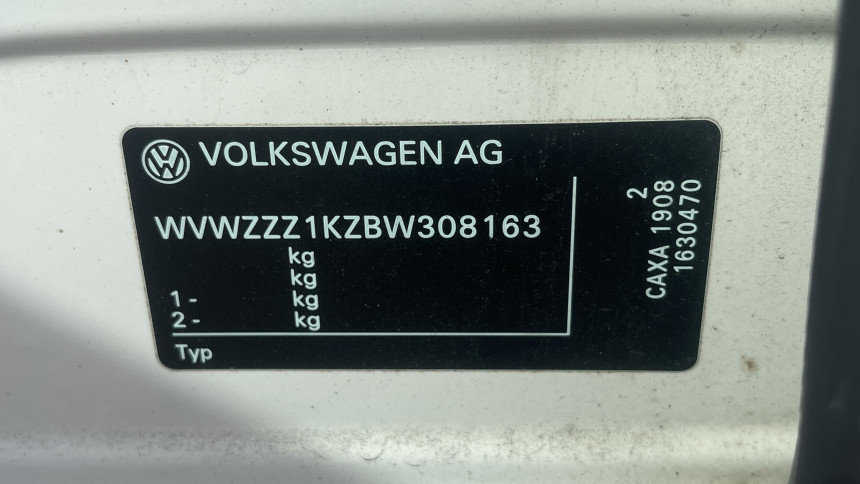 VOLKSWAGEN AG
WVWZZZ1KZBW308163
kg
kg
1- kg
2- kg
Typ
2
CAXA 1908
1630470